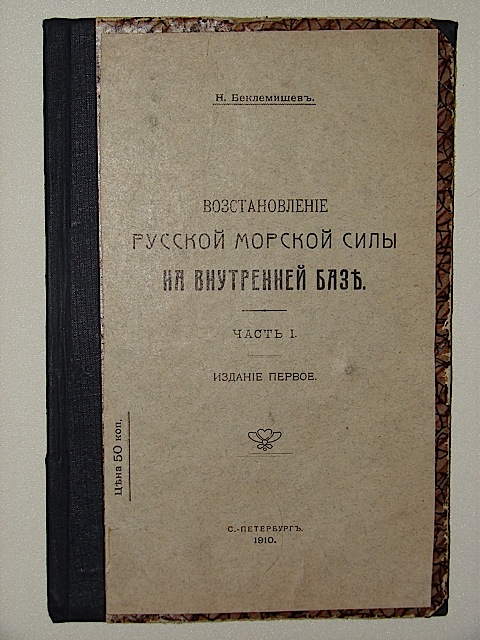 Н. Беклемишевъ.
ВОЗСТАНОВЛЕНІЕ
РУССКОЙ МОРСКОЙ СИЛЫ
НА ВНУТРЕННЕЙ БАЗѢ.
ЧАСТЬ I.
ИЗДАНІЕ ПЕРВОЕ.
Цѣна 50 коп.
С.-ПЕТЕРБУРГЪ.
1910.